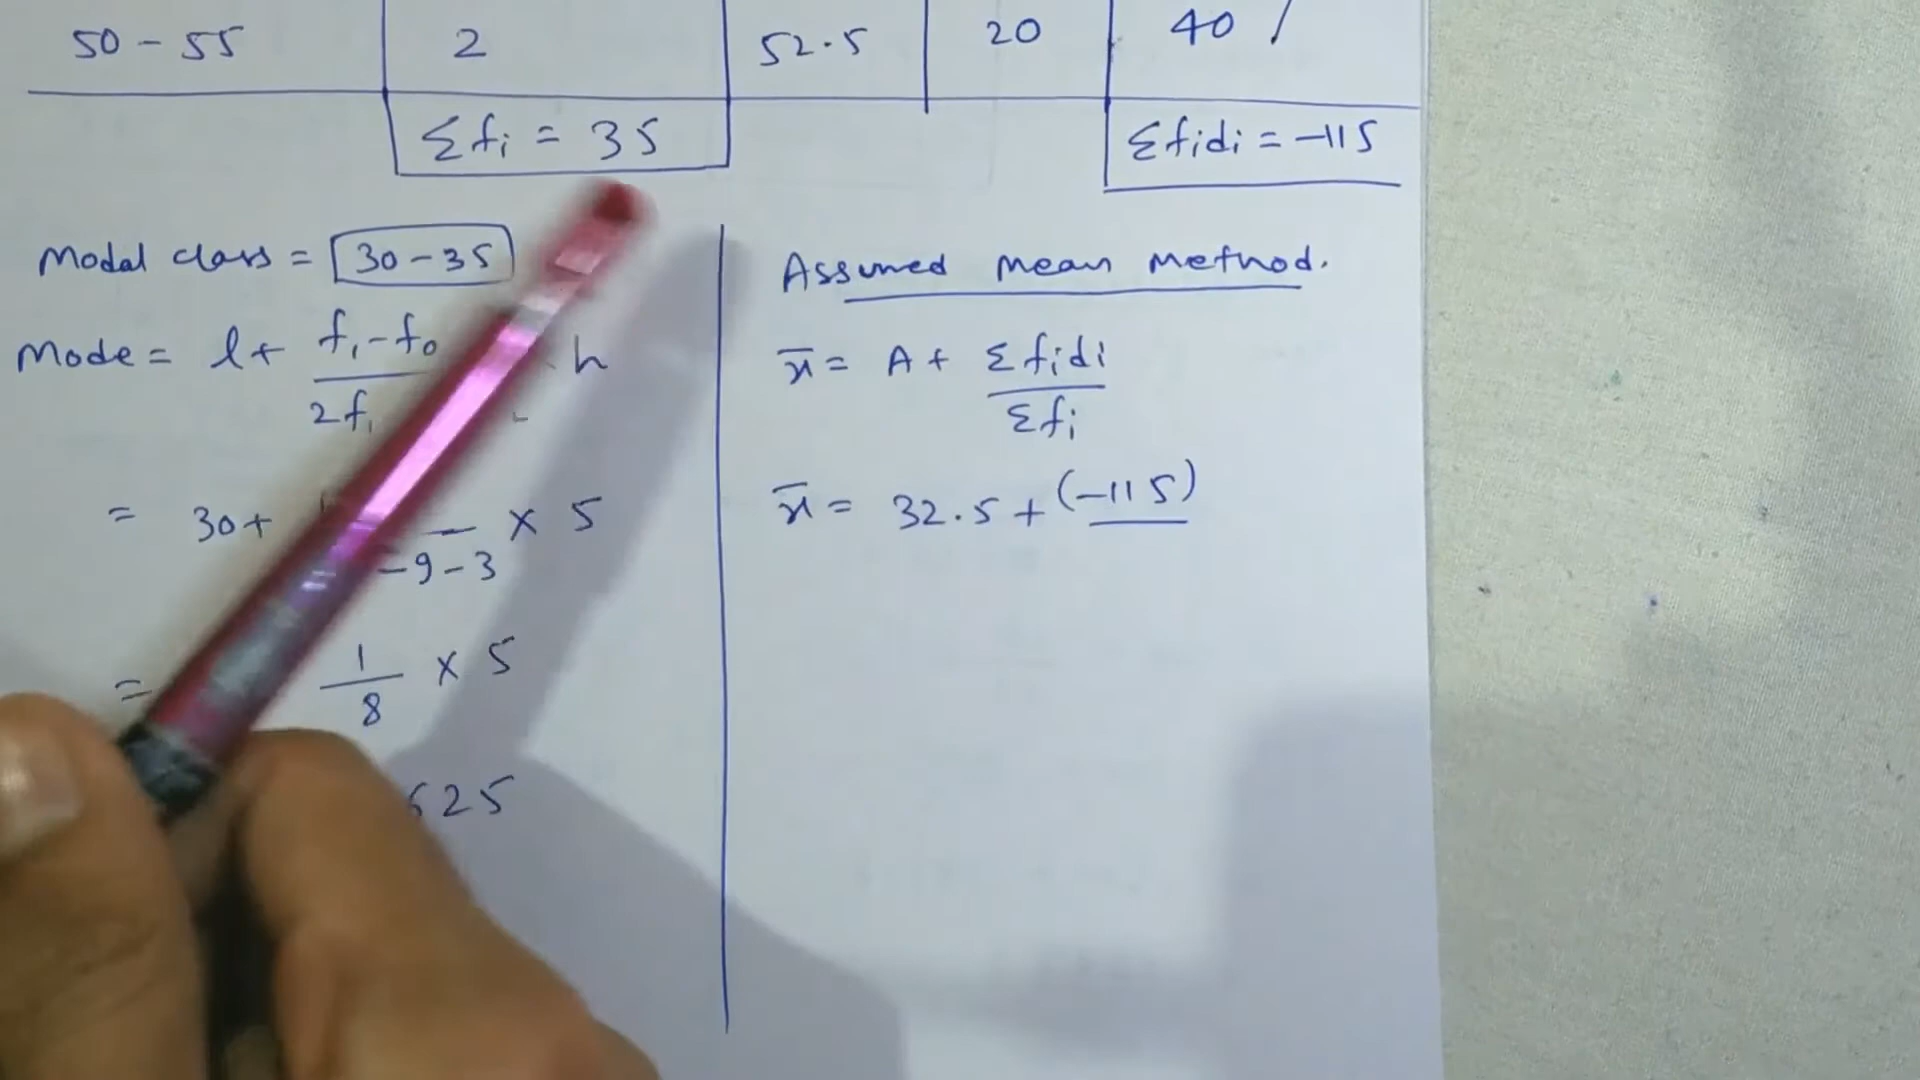 50-55 2 52.5 20 40 /
Σfi = 35 Σfidi = -115
Modal class = 30-35
Mode = l+ f₁-f₀ h
2f₁
= 30+ × 5
-9-3
= 1/8 × 5
625
Assumed Mean Method.
x̄ = A + Σfidi
Σfi
x̄ = 32.5 + (-115)